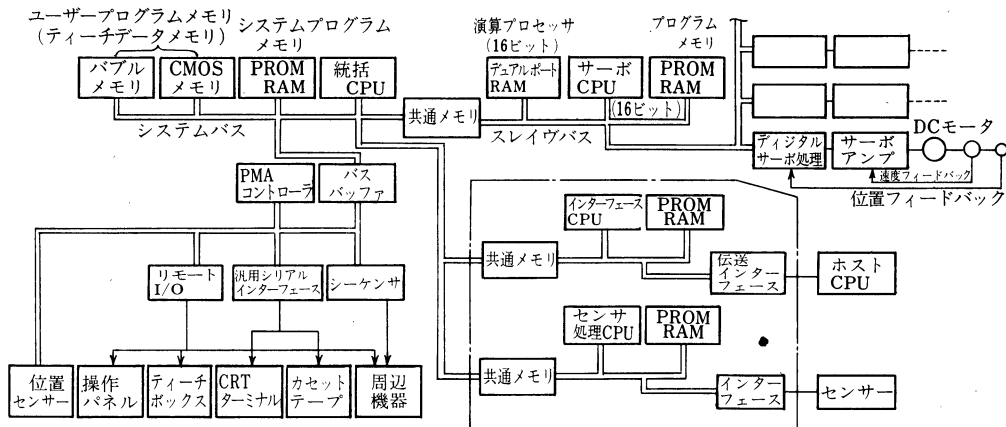 ユーザープログラムメモリ
(ティーチデータメモリ)
バブル
メモリ
CMOS
メモリ
システムプログラム
メモリ
PROM
RAM
統括
CPU
システムバス
共通メモリ
演算プロセッサ
(16ビット)
デュアルポート
RAM
サーボ
CPU
(16ビット)
プログラム
メモリ
PROM
RAM
スレイヴバス
ディジタル
サーボ処理
サーボ
アンプ
DCモータ
速度フィードバック
位置フィードバック
PMA
コントローラ
バス
バッファ
リモート
I/O
汎用シリアル
インターフェース
シーケンサ
位置
センサー
操作
パネル
ティーチ
ボックス
CRT
ターミナル
カセット
テープ
周辺
機器
共通メモリ
インターフェース
CPU
PROM
RAM
伝送
インター
フェース
ホスト
CPU
共通メモリ
センサ
処理CPU
PROM
RAM
インター
フェース
センサー